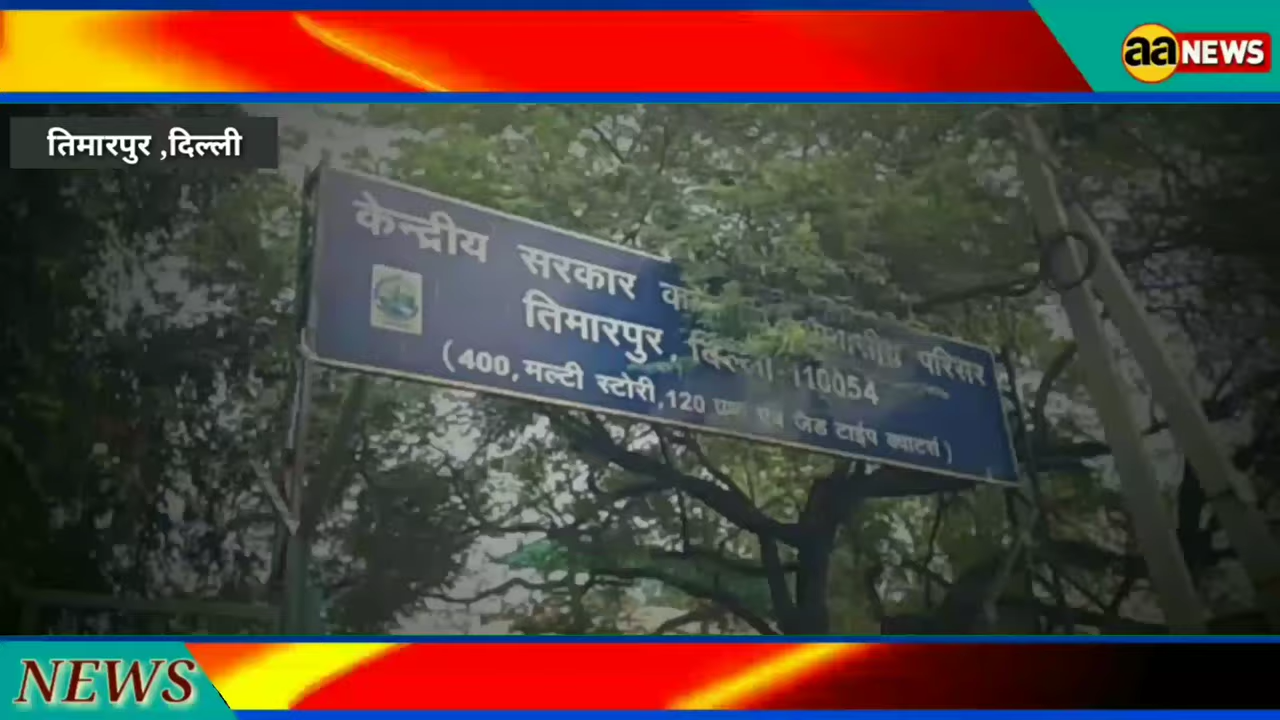 aa NEWS
तिमारपुर ,दिल्ली
केन्द्रीय सरकार परिसर
तिमारपुर, दिल्ली-110054
(400,मल्टी स्टोरी,120 जेड टाईप क्वाटर्स)
NEWS